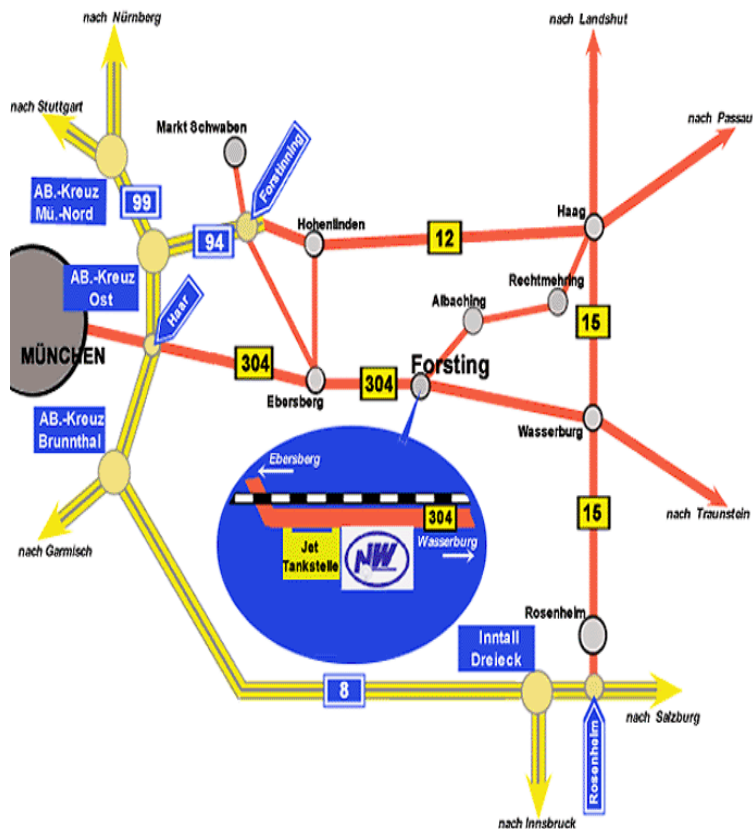 nach Nürnberg
nach Stuttgart
nach Landshut
nach Passau
Markt Schwaben
Forstinning
AB.-Kreuz
Mü.-Nord
99
94
Hohenlinden
12
Haag
AB.-Kreuz
Ost
Haar
Rechtmehring
Albaching
15
MÜNCHEN
304
304
Forsting
Ebersberg
Wasserburg
AB.-Kreuz
Brunnthal
nach Garmisch
Ebersberg
304
Jet
Tankstelle
NW
Wasserburg
15
nach Traunstein
Rosenheim
Inntall
Dreieck
8
nach Salzburg
Rosenheim
nach Innsbruck